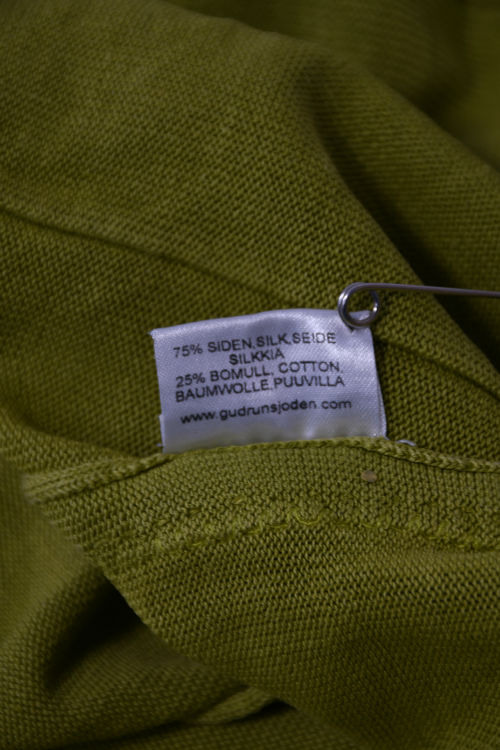 75% SIDEN,SILK,SEIDE
SILKKIA
25% BOMULL, COTTON,
BAUMWOLLE,PUUVILLA
www.gudrunsjoden.com